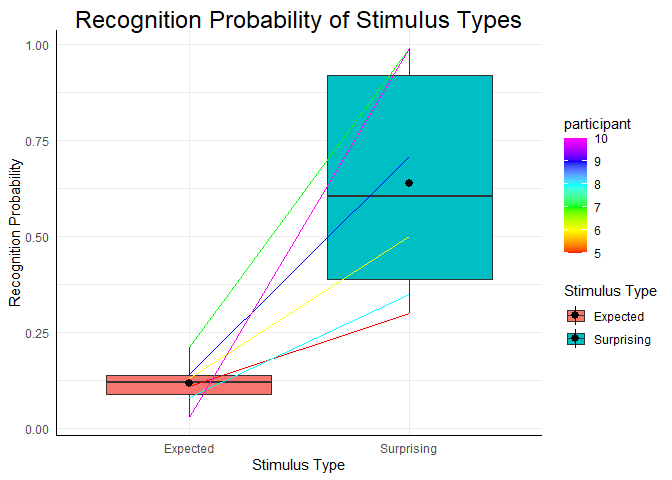 Recognition Probability of Stimulus Types
1.00
0.75
0.50
0.25
0.00
Recognition Probability
Expected
Surprising
Stimulus Type
participant
10
9
8
7
6
5
Stimulus Type
Expected
Surprising